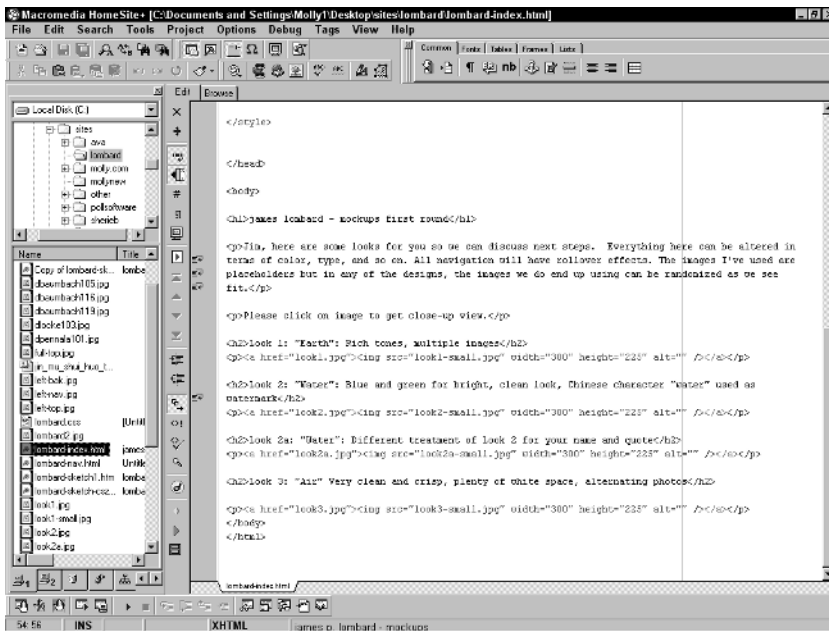 Macromedia HomeSite+ [C:\Documents and Settings\Molly1\Desktop\sites\lombard\lombard-index.html]
File Edit Search Tools Project Options Debug Tags View Help
Common Fonts Tables Frames Lists
nb
Edit Browse
Local Disk (C:)
sites
ava
lombard
molly.com
molynew
other
pollsoftware
sherieb
Name Title
Copy of lombard-sk... lomba
dbaumbach105.jpg
dbaumbach116.jpg
dbaumbach119.jpg
dlocke103.jpg
dpennala101.jpg
full-top.jpg
jin_mu_shui_huo_t...
left-bak.jpg
left-nav.jpg
left-top.jpg
lombard.css [Untitl
lombard2.jpg
lombard-index.html james
lombard-nav.html Untitle
lombard-sketch1.htm lomba
lombard-sketch-css... lomba
look1.jpg
look1-small.jpg
look2.jpg
look2a.jpg
</style>
</head>
<body>
<h1>james lombard - mockups first round</h1>
<p>Jim, here are some looks for you so we can discuss next steps. Everything here can be altered in
terms of color, type, and so on. All navigation will have rollover effects. The images I've used are
placeholders but in any of the designs, the images we do end up using can be randomized as we see
fit.</p>
<p>Please click on image to get close-up view.</p>
<h2>look 1: "Earth": Rich tones, multiple images</h2>
<p><a href="look1.jpg"><img src="look1-small.jpg" width="300" height="225" alt="" /></a></p>
<h2>look 2: "Water": Blue and green for bright, clean look, Chinese character "water" used as
watermark</h2>
<p><a href="look2.jpg"><img src="look2-small.jpg" width="300" height="225" alt="" /></a></p>
<h2>look 2a: "Water": Different treatment of look 2 for your name and quote</h2>
<p><a href="look2a.jpg"><img src="look2a-small.jpg" width="300" height="225" alt="" /></a></p>
<h2>look 3: "Air" Very clean and crisp, plenty of white space, alternating photos</h2>
<p><a href="look3.jpg"><img src="look3-small.jpg" width="300" height="225" alt="" /></a></p>
</body>
</html>
lombard-index.html
54:56 INS XHTML james p. lombard - mockups